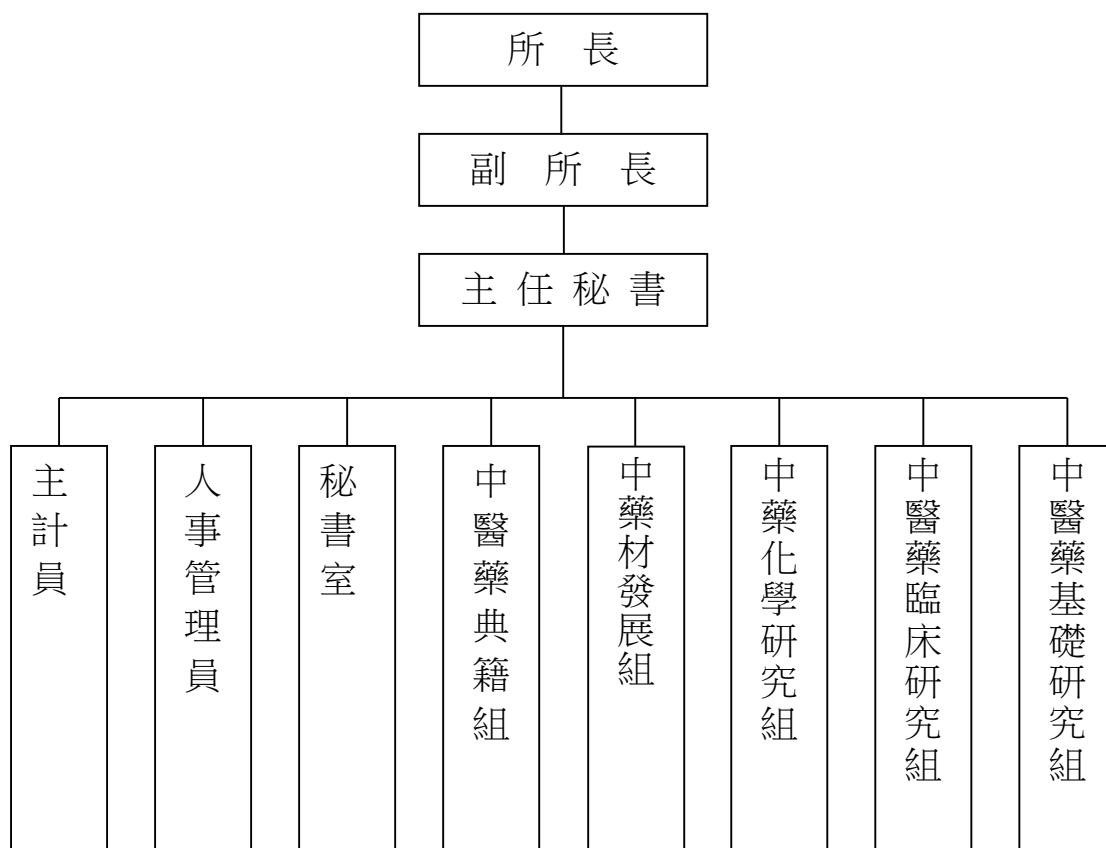 所長
副所長
主任秘書
主計員
人事管理員
秘書室
中醫藥典籍組
中藥材發展組
中藥化學研究組
中醫藥臨床研究組
中醫藥基礎研究組